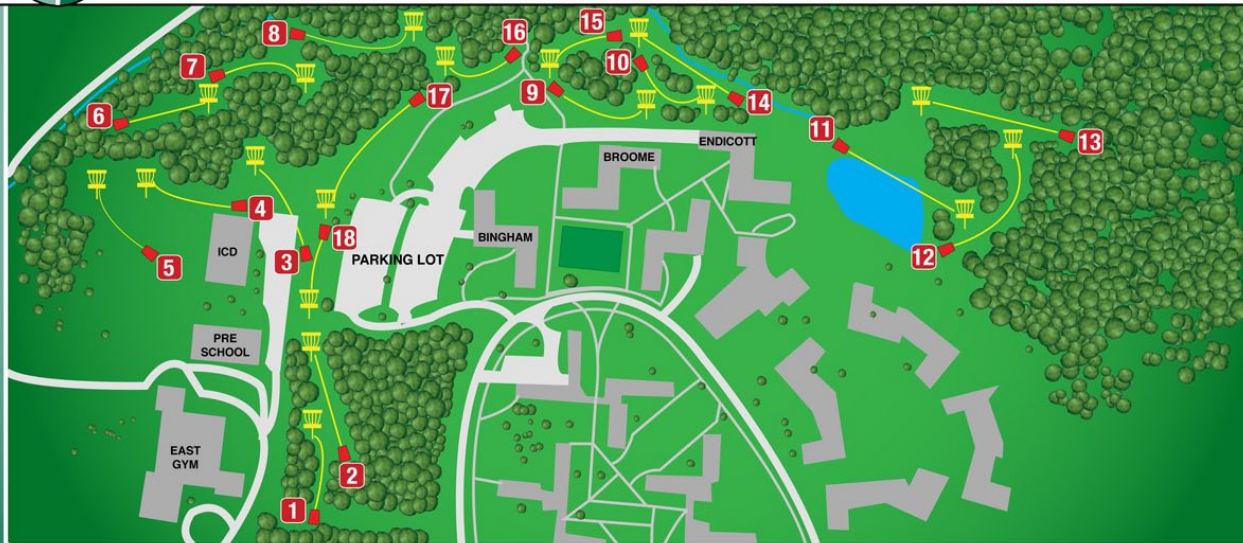 8
16
15
7
10
6
17
9
14
11
13
ENDICOTT
BROOME
4
18
BINGHAM
ICD
3
PARKING LOT
12
5
PRE
SCHOOL
EAST
GYM
2
1